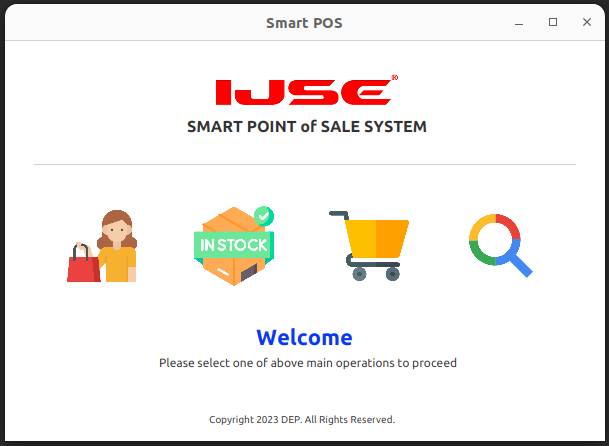 Smart POS
IJSE®
SMART POINT of SALE SYSTEM
IN STOCK
Welcome
Please select one of above main operations to proceed
Copyright 2023 DEP. All Rights Reserved.